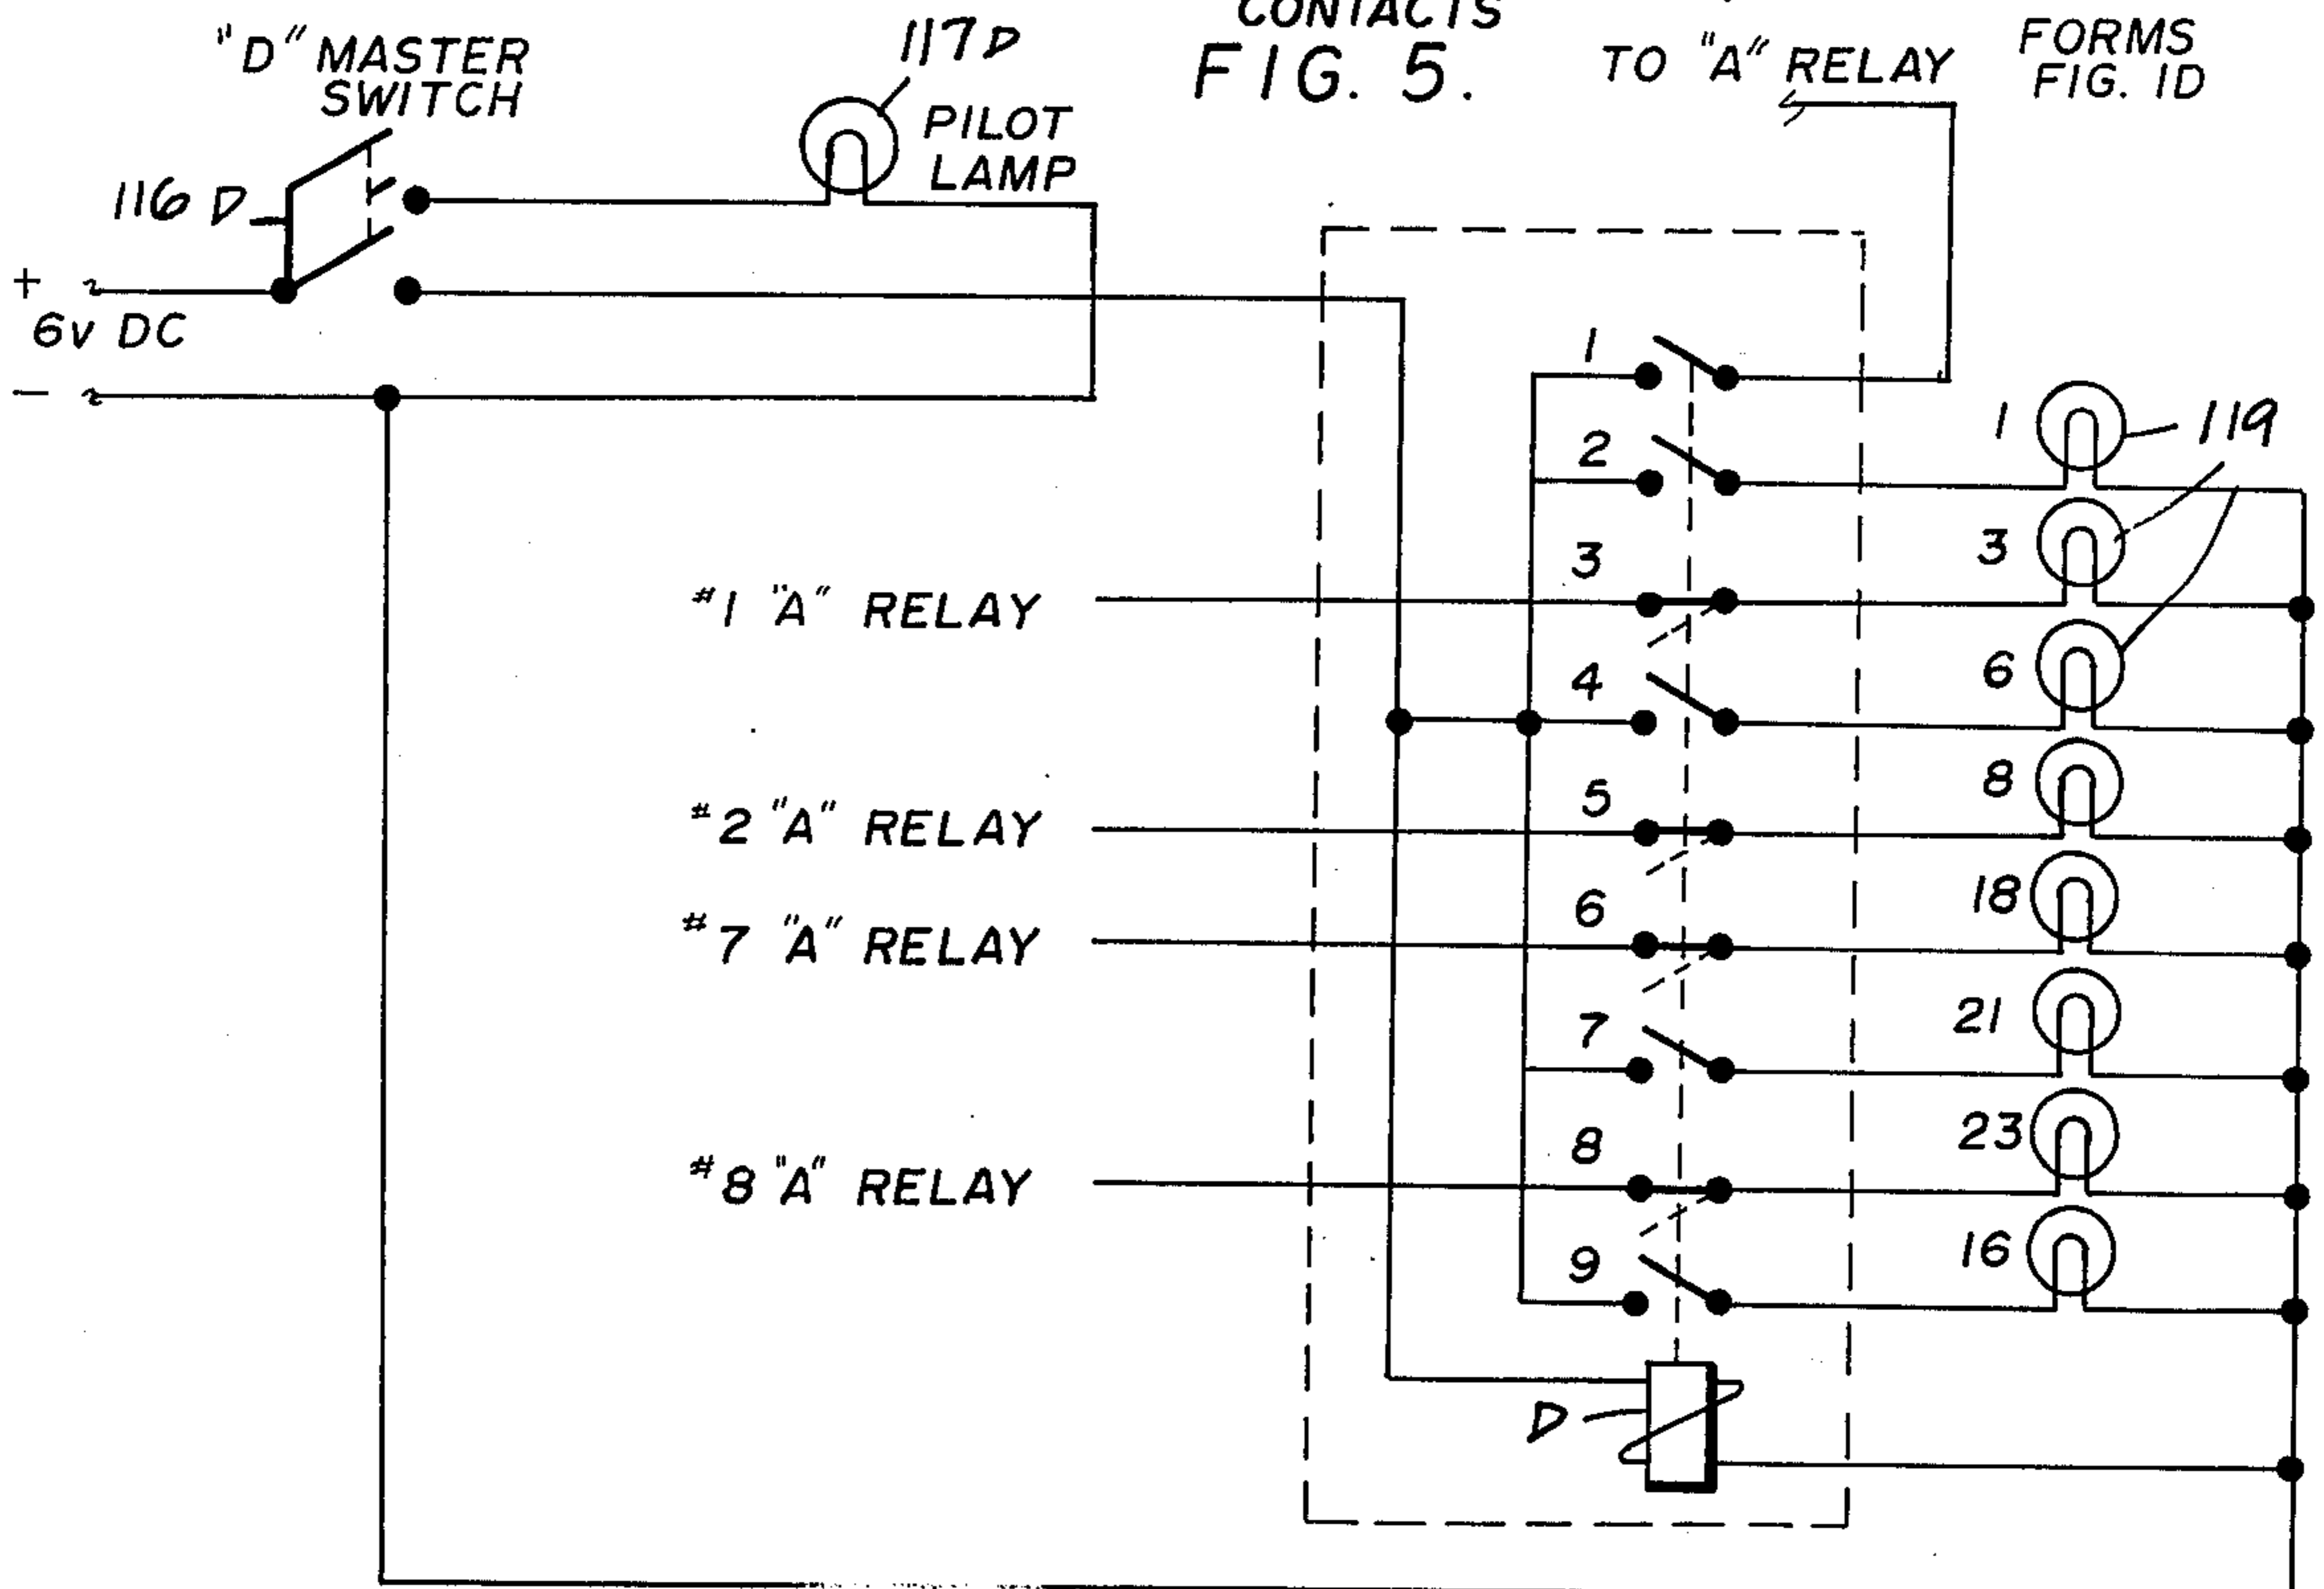 CONTACTS
FIG. 5.
"D" MASTER
SWITCH
117D
PILOT
LAMP
TO "A" RELAY
FORMS
FIG. 1D
116 D
+
6V DC
-
1
2
3
4
5
6
7
8
9
#1 "A" RELAY
#2 "A" RELAY
#7 "A" RELAY
#8 "A" RELAY
1
3
6
8
18
21
23
16
119
D